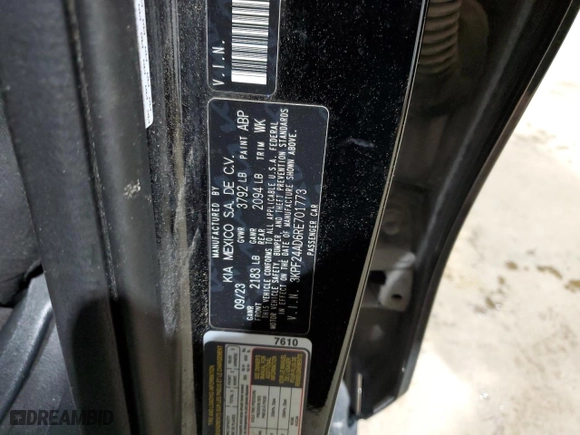 V.I.N.
MANUFACTURED BY
KIA MEXICO S.A. DE C.V.
09/23 GVWR 3792 LB PAINT ABP
GAWR FRONT 2183 LB GAWR REAR 2094 LB TRIM WK
THIS VEHICLE CONFORMS TO ALL APPLICABLE U.S.A. FEDERAL
MOTOR VEHICLE SAFETY, BUMPER, AND THEFT PREVENTION STANDARDS
IN EFFECT ON THE DATE OF MANUFACTURE SHOWN ABOVE.
V.I.N. 3KPF24AD6RE701773
PASSENGER CAR
7610
DREAMBID